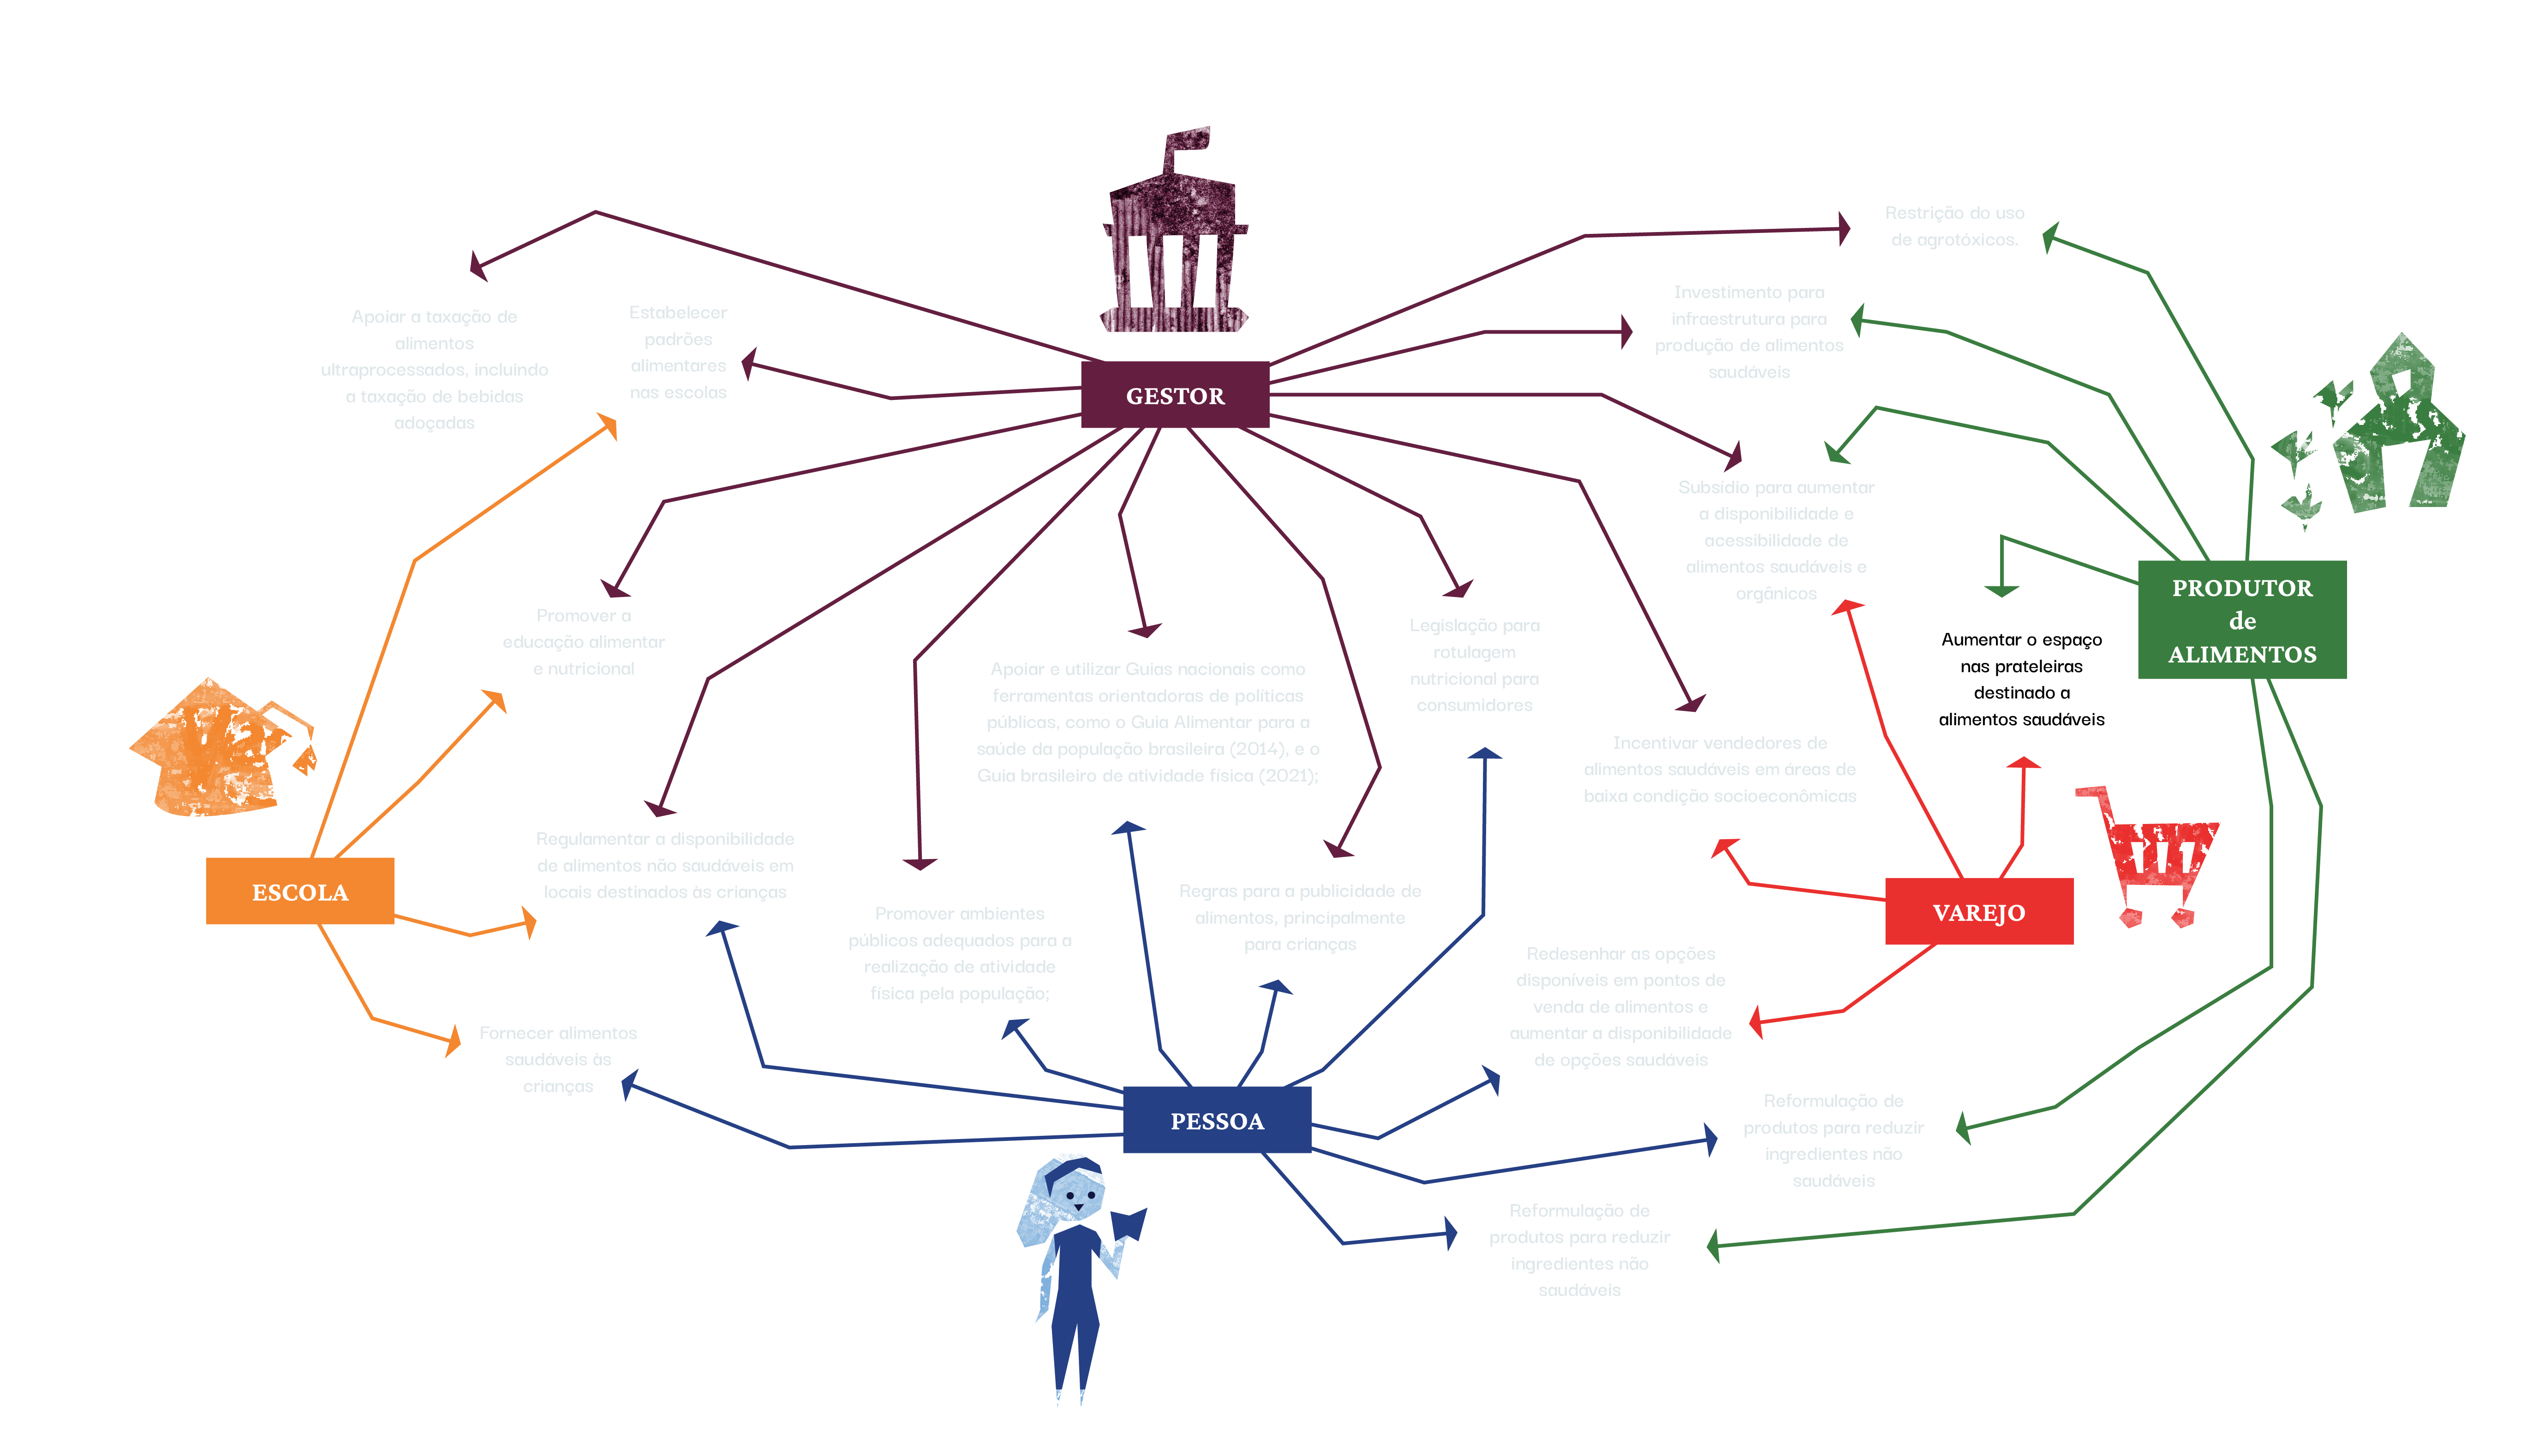 Restrição do uso
de agrotóxicos.
Investimento para
infraestrutura para
produção de alimentos
saudáveis
Apoiar a taxação de
alimentos
ultraprocessados, incluindo
a taxação de bebidas
adoçadas
Estabelecer
padrões
alimentares
nas escolas
GESTOR
Subsídio para aumentar
a disponibilidade e
acessibilidade de
alimentos saudáveis e
orgânicos
PRODUTOR
de
ALIMENTOS
Promover a
educação alimentar
e nutricional
Apoiar e utilizar Guias nacionais como
ferramentas orientadoras de políticas
públicas, como o Guia Alimentar para a
saúde da população brasileira (2014), e o
Guia brasileiro de atividade física (2021);
Legislação para
rotulagem
nutricional para
consumidores
Aumentar o espaço
nas prateleiras
destinado a
alimentos saudáveis
Incentivar vendedores de
alimentos saudáveis em áreas de
baixa condição socioeconômicas
Regulamentar a disponibilidade
de alimentos não saudáveis em
locais destinados às crianças
ESCOLA
Promover ambientes
públicos adequados para a
realização de atividade
física pela população;
Regras para a publicidade de
alimentos, principalmente
para crianças
VAREJO
Redesenhar as opções
disponíveis em pontos de
venda de alimentos e
aumentar a disponibilidade
de opções saudáveis
Fornecer alimentos
saudáveis às
crianças
PESSOA
Reformulação de
produtos para reduzir
ingredientes não
saudáveis
Reformulação de
produtos para reduzir
ingredientes não
saudáveis